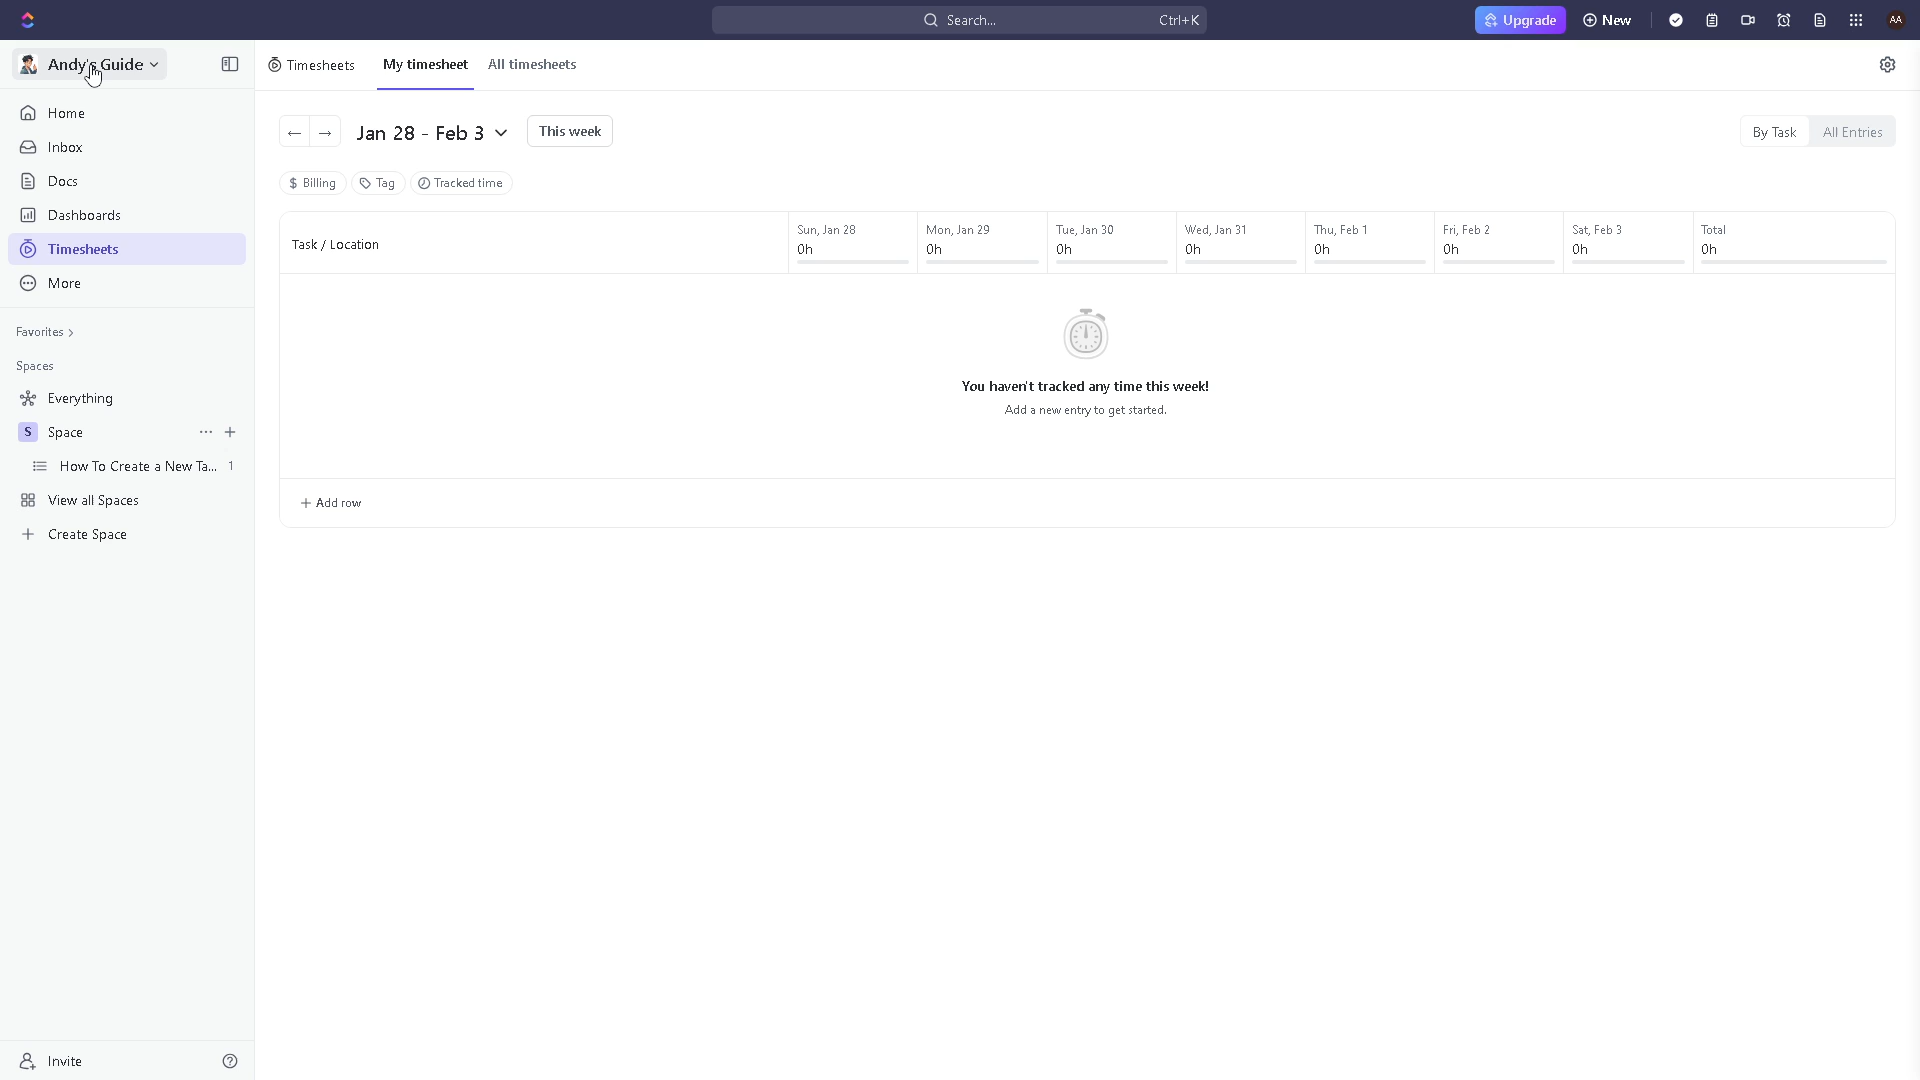 Search...
Ctrl+K
Upgrade
New
AA
Andy's Guide
Timesheets
My timesheet
All timesheets
Home
Inbox
Docs
Dashboards
Timesheets
More
Favorites
Spaces
Everything
S Space
How To Create a New Ta... 1
View all Spaces
Create Space
Invite
Jan 28 - Feb 3
This week
By Task
All Entries
Billing
Tag
Tracked time
Task / Location
Sun, Jan 28
0h
Mon, Jan 29
0h
Tue, Jan 30
0h
Wed, Jan 31
0h
Thu, Feb 1
0h
Fri, Feb 2
0h
Sat, Feb 3
0h
Total
0h
You haven't tracked any time this week!
Add a new entry to get started.
+ Add row